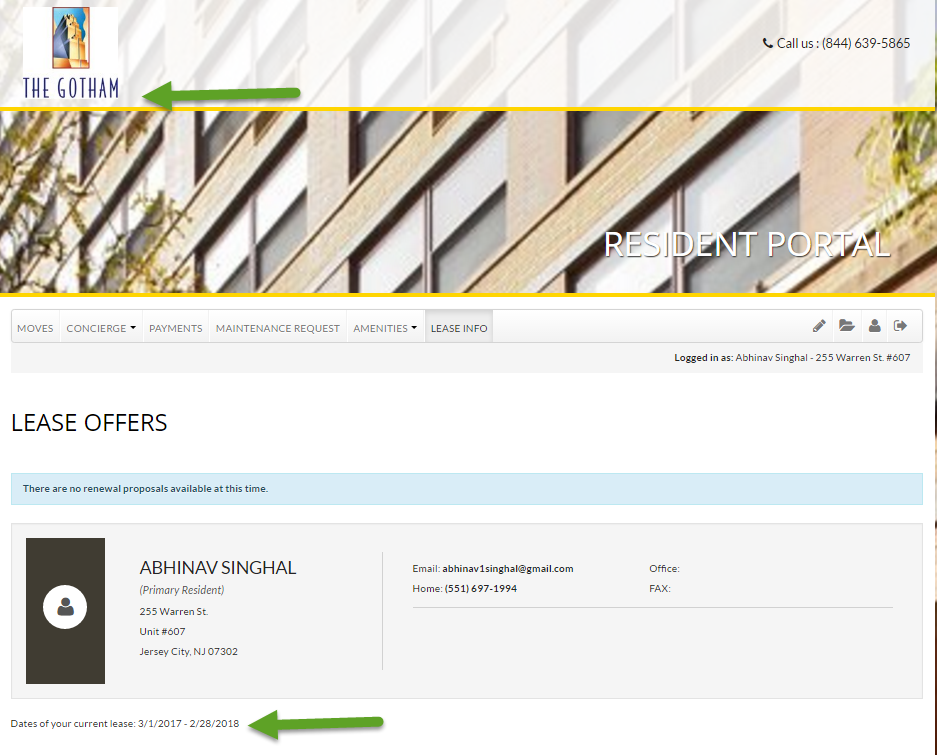 THE GOTHAM
Call us : (844) 639-5865
RESIDENT PORTAL
MOVES CONCIERGE PAYMENTS MAINTENANCE REQUEST AMENITIES LEASE INFO
Logged in as: Abhinav Singhal - 255 Warren St. #607
LEASE OFFERS
There are no renewal proposals available at this time.
ABHINAV SINGHAL
(Primary Resident)
255 Warren St.
Unit #607
Jersey City, NJ 07302
Email: abhinav1singhal@gmail.com
Home: (551) 697-1994
Office:
FAX:
Dates of your current lease: 3/1/2017 - 2/28/2018